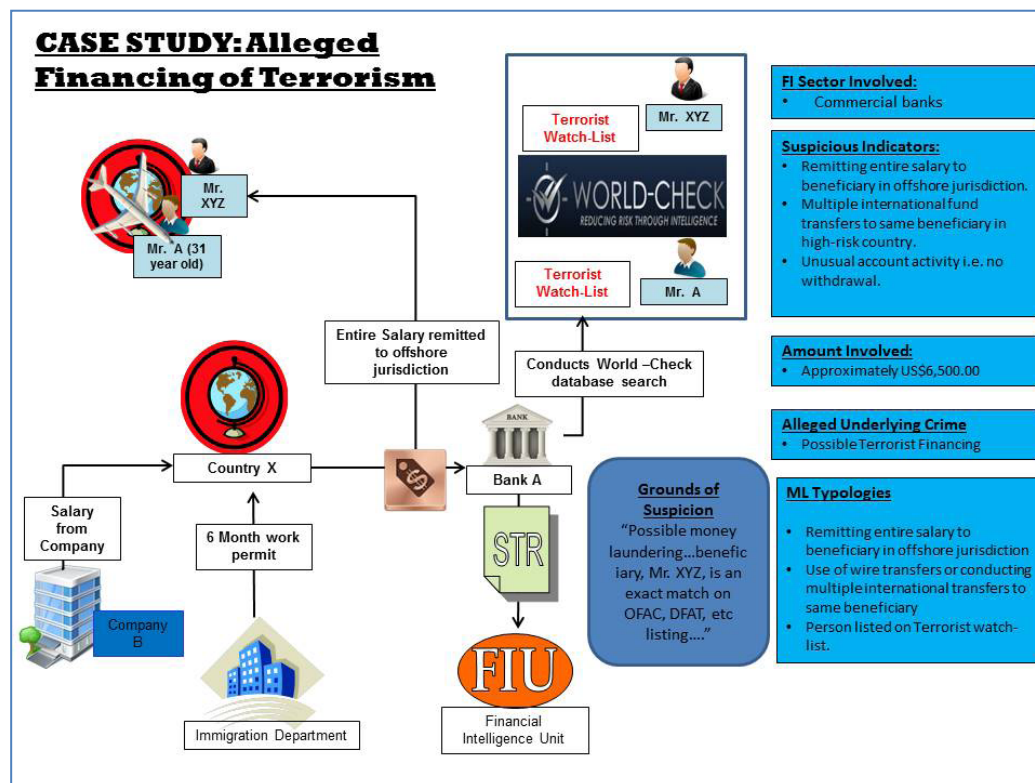 CASE STUDY: Alleged
Financing of Terrorism
Mr.
XYZ
Mr. A (31
year old)
Terrorist
Watch-List
Mr. XYZ
WORLD-CHECK
REDUCING RISK THROUGH INTELLIGENCE
Terrorist
Watch-List
Mr. A
Entire Salary remitted
to offshore
jurisdiction
Conducts World –Check
database search
Country X
BANK
Bank A
Salary
from
Company
6 Month work
permit
Company
B
Immigration Department
STR
FIU
Financial
Intelligence Unit
Grounds of
Suspicion
“Possible money
laundering…benefic
iary, Mr. XYZ, is an
exact match on
OFAC, DFAT, etc
listing….”
FI Sector Involved:
• Commercial banks
Suspicious Indicators:
• Remitting entire salary to
beneficiary in offshore jurisdiction.
• Multiple international fund
transfers to same beneficiary in
high-risk country.
• Unusual account activity i.e. no
withdrawal.
Amount Involved:
• Approximately US$6,500.00
Alleged Underlying Crime
• Possible Terrorist Financing
ML Typologies
• Remitting entire salary to
beneficiary in offshore jurisdiction
• Use of wire transfers or conducting
multiple international transfers to
same beneficiary
• Person listed on Terrorist watch-
list.